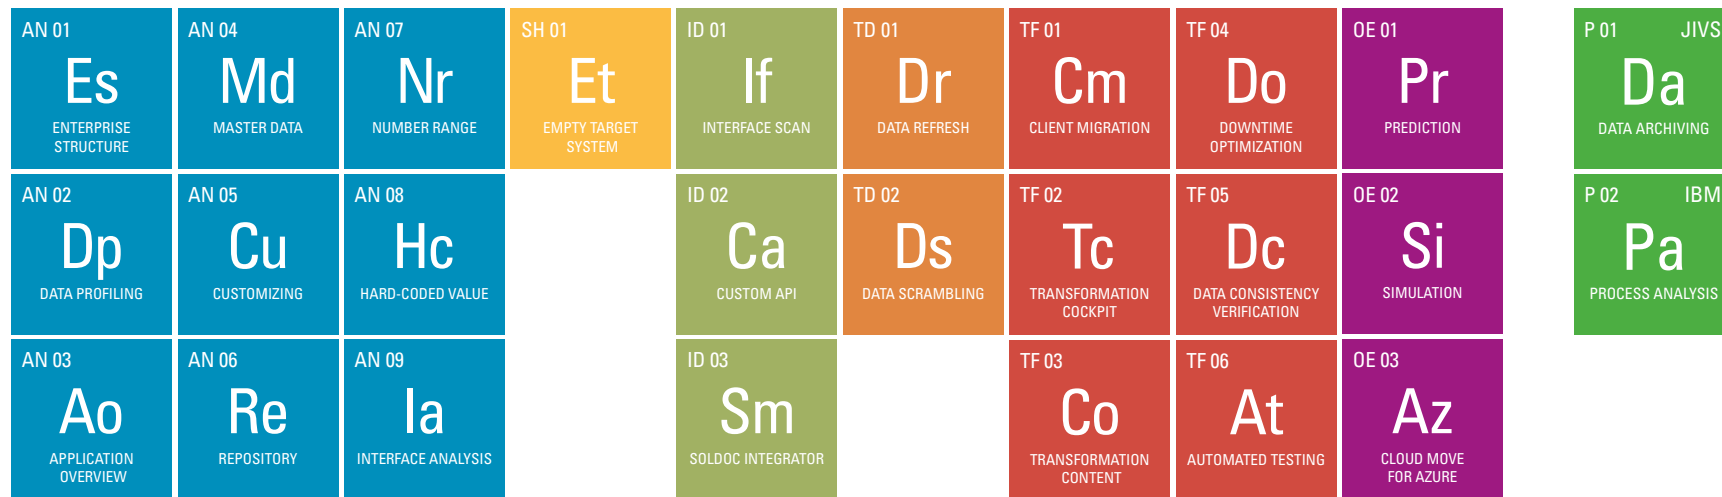 AN 01
Es
ENTERPRISE
STRUCTURE
AN 04
Md
MASTER DATA
AN 07
Nr
NUMBER RANGE
SH 01
Et
EMPTY TARGET
SYSTEM
ID 01
If
INTERFACE SCAN
TD 01
Dr
DATA REFRESH
TF 01
Cm
CLIENT MIGRATION
TF 04
Do
DOWNTIME
OPTIMIZATION
OE 01
Pr
PREDICTION
P 01 JIVS
Da
DATA ARCHIVING
AN 02
Dp
DATA PROFILING
AN 05
Cu
CUSTOMIZING
AN 08
Hc
HARD-CODED VALUE
ID 02
Ca
CUSTOM API
TD 02
Ds
DATA SCRAMBLING
TF 02
Tc
TRANSFORMATION
COCKPIT
TF 05
Dc
DATA CONSISTENCY
VERIFICATION
OE 02
Si
SIMULATION
P 02 IBM
Pa
PROCESS ANALYSIS
AN 03
Ao
APPLICATION
OVERVIEW
AN 06
Re
REPOSITORY
AN 09
Ia
INTERFACE ANALYSIS
ID 03
Sm
SOLDOC INTEGRATOR
TF 03
Co
TRANSFORMATION
CONTENT
TF 06
At
AUTOMATED TESTING
OE 03
Az
CLOUD MOVE
FOR AZURE